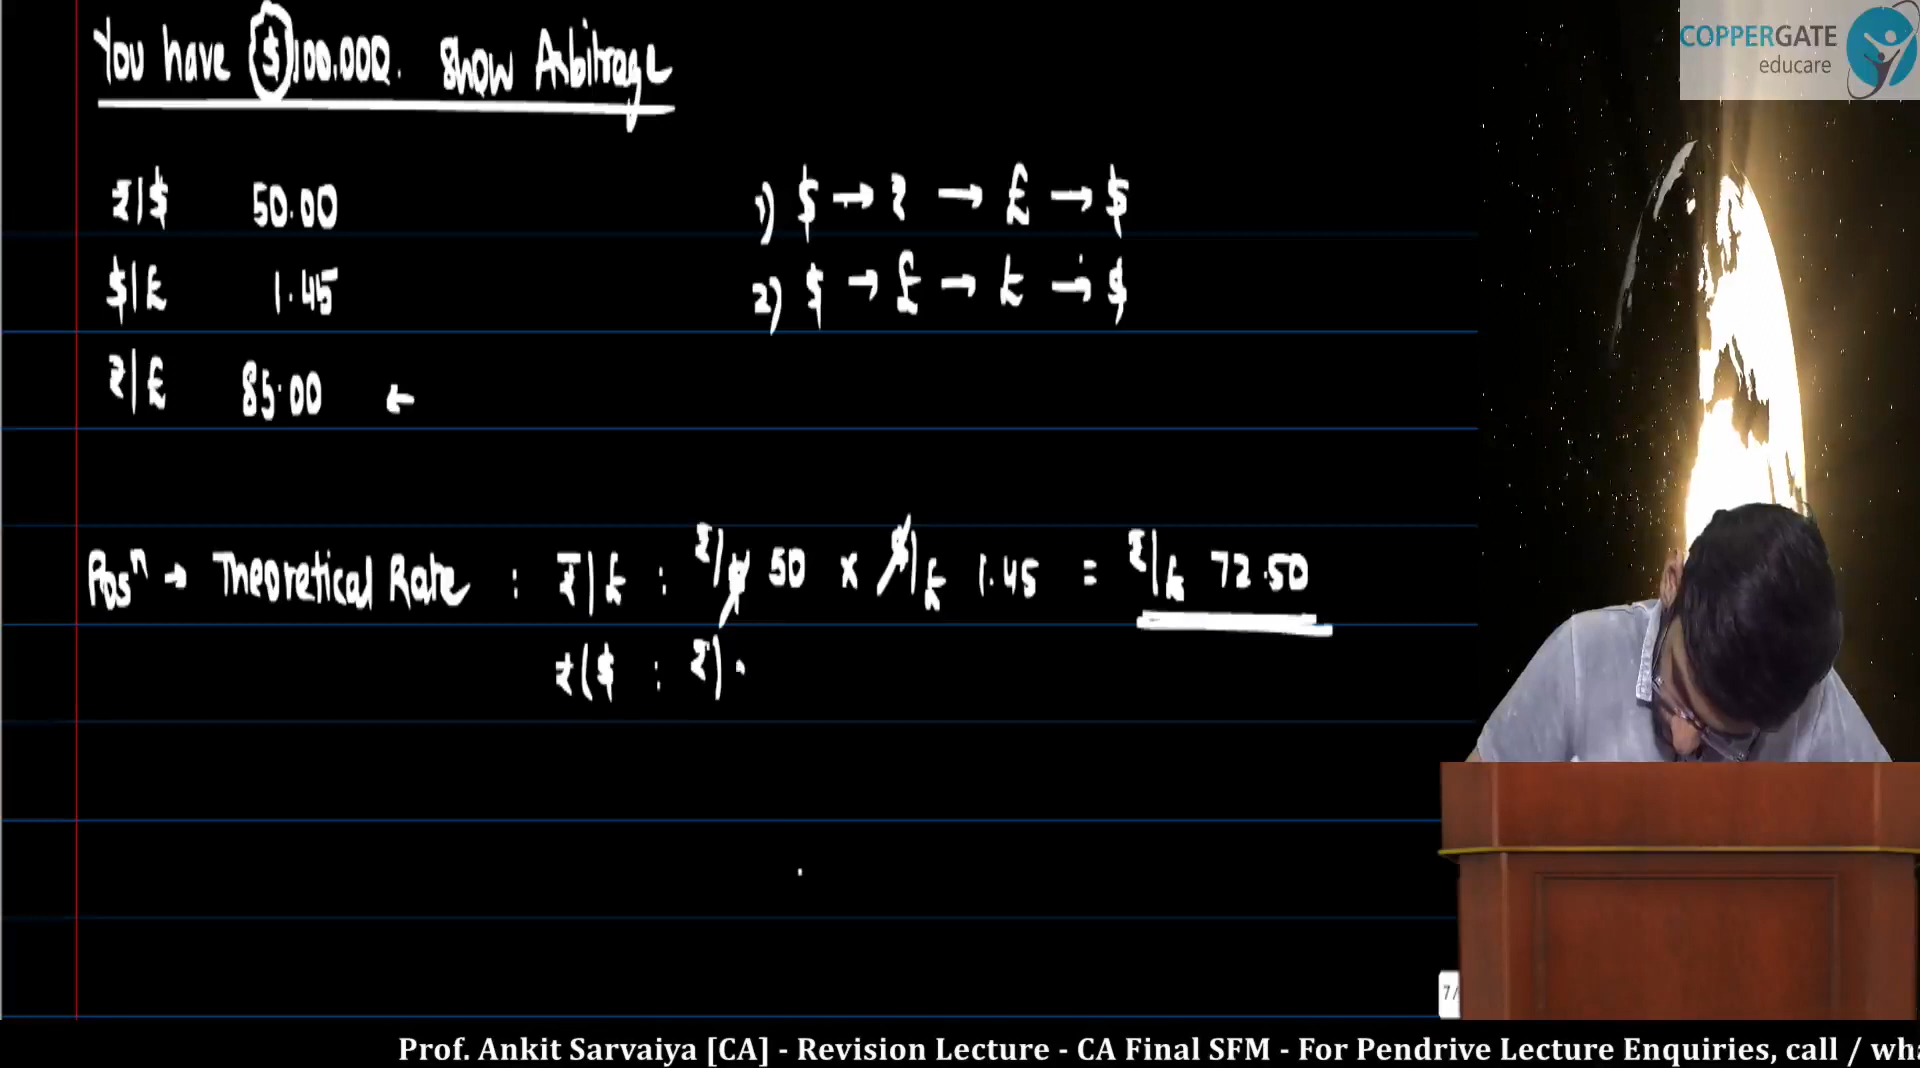 You have $100.000. Show Arbitrage
₹/$ 50.00
$/£ 1.45
₹/£ 85.00 ←
1) $ → ₹ → £ → $
2) $ → £ → ₹ → $
Posⁿ → Theoretical Rate : ₹/£ : ₹/$ 50 x $/£ 1.45 = ₹/£ 72.50
₹/$ : ₹/
COPPERGATE
educare
7/
Prof. Ankit Sarvaiya [CA] - Revision Lecture - CA Final SFM - For Pendrive Lecture Enquiries, call /